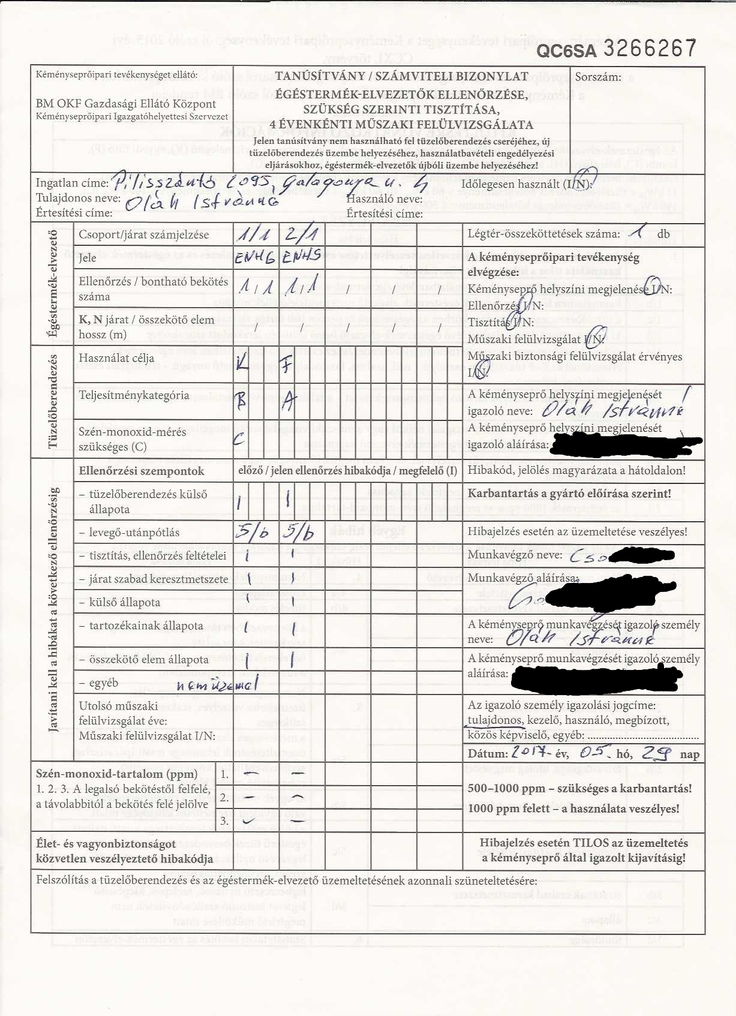 QC6SA 3266267
Kéményseprőipari tevékenységet ellátó:
BM OKF Gazdasági Ellátó Központ
Kéményseprőipari Igazgatóhelyettesi Szervezet
TANÚSÍTVÁNY / SZÁMVITELI BIZONYLAT
ÉGÉSTERMÉK-ELVEZETŐK ELLENŐRZÉSE,
SZÜKSÉG SZERINTI TISZTÍTÁSA,
4 ÉVENKÉNTI MŰSZAKI FELÜLVIZSGÁLATA
Jelen tanúsítvány nem használható fel tüzelőberendezés cseréjéhez, új
tüzelőberendezés üzembe helyezéséhez, használatbavételi engedélyezési
eljárásokhoz, égéstermék-elvezetők újbóli üzembe helyezéséhez!
Sorszám:
Ingatlan címe: Pilisszántó 2095, Galagonya u. 4
Időlegesen használt (I/N):
Tulajdonos neve: Oláh Istvánné
Használó neve:
Értesítési címe:
Értesítési címe:
Égéstermék-elvezető
Csoport/járat számjelzése 1/1 2/1
Jele ENHG ENHS
Ellenőrzés / bontható bekötés
száma 1/1 1/1 / / /
K, N járat / összekötő elem
hossz (m) / / / / /
Légtér-összeköttetések száma: 1 db
A kéményseprőipari tevékenység
elvégzése:
Kéményseprő helyszíni megjelenése I/N:
Ellenőrzés I/N:
Tisztítás I/N:
Műszaki felülvizsgálat I/N:
Műszaki biztonsági felülvizsgálat érvényes
I/N:
Tüzelőberendezés
Használat célja K F
Teljesítménykategória B A
Szén-monoxid-mérés
szükséges (C) C
A kéményseprő helyszíni megjelenését
igazoló neve: Oláh Istvánné
A kéményseprő helyszíni megjelenését
igazoló aláírása:
Javítani kell a hibákat a következő ellenőrzésig
Ellenőrzési szempontok
előző / jelen ellenőrzés hibakódja / megfelelő (I)
– tüzelőberendezés külső
állapota I I
– levegő-utánpótlás 5/b 5/b
– tisztítás, ellenőrzés feltételei I I
– járat szabad keresztmetszete I I
– külső állapota I I
– tartozékainak állapota I I
– összekötő elem állapota I I
– egyéb nem üzemel
Utolsó műszaki
felülvizsgálat éve:
Műszaki felülvizsgálat I/N:
Hibakód, jelölés magyarázata a hátoldalon!
Karbantartás a gyártó előírása szerint!
Hibajelzés esetén az üzemeltetése veszélyes!
Munkavégző neve: Cso
Munkavégző aláírása:
A kéményseprő munkavégzését igazoló személy
neve: Oláh Istvánné
A kéményseprő munkavégzését igazoló személy
aláírása:
Az igazoló személy igazolási jogcíme:
tulajdonos, kezelő, használó, megbízott,
közös képviselő, egyéb:
Dátum: 2017 - év, 05. hó, 29 nap
Szén-monoxid-tartalom (ppm)
1. 2. 3. A legalsó bekötéstől felfelé,
a távolabbitól a bekötés felé jelölve
1. – –
2. – –
3. – –
500–1000 ppm – szükséges a karbantartás!
1000 ppm felett – a használata veszélyes!
Élet- és vagyonbiztonságot
közvetlen veszélyeztető hibakódja
Hibajelzés esetén TILOS az üzemeltetés
a kéményseprő által igazolt kijavításig!
Felszólítás a tüzelőberendezés és az égéstermék-elvezető üzemeltetésének azonnali szüneteltetésére: